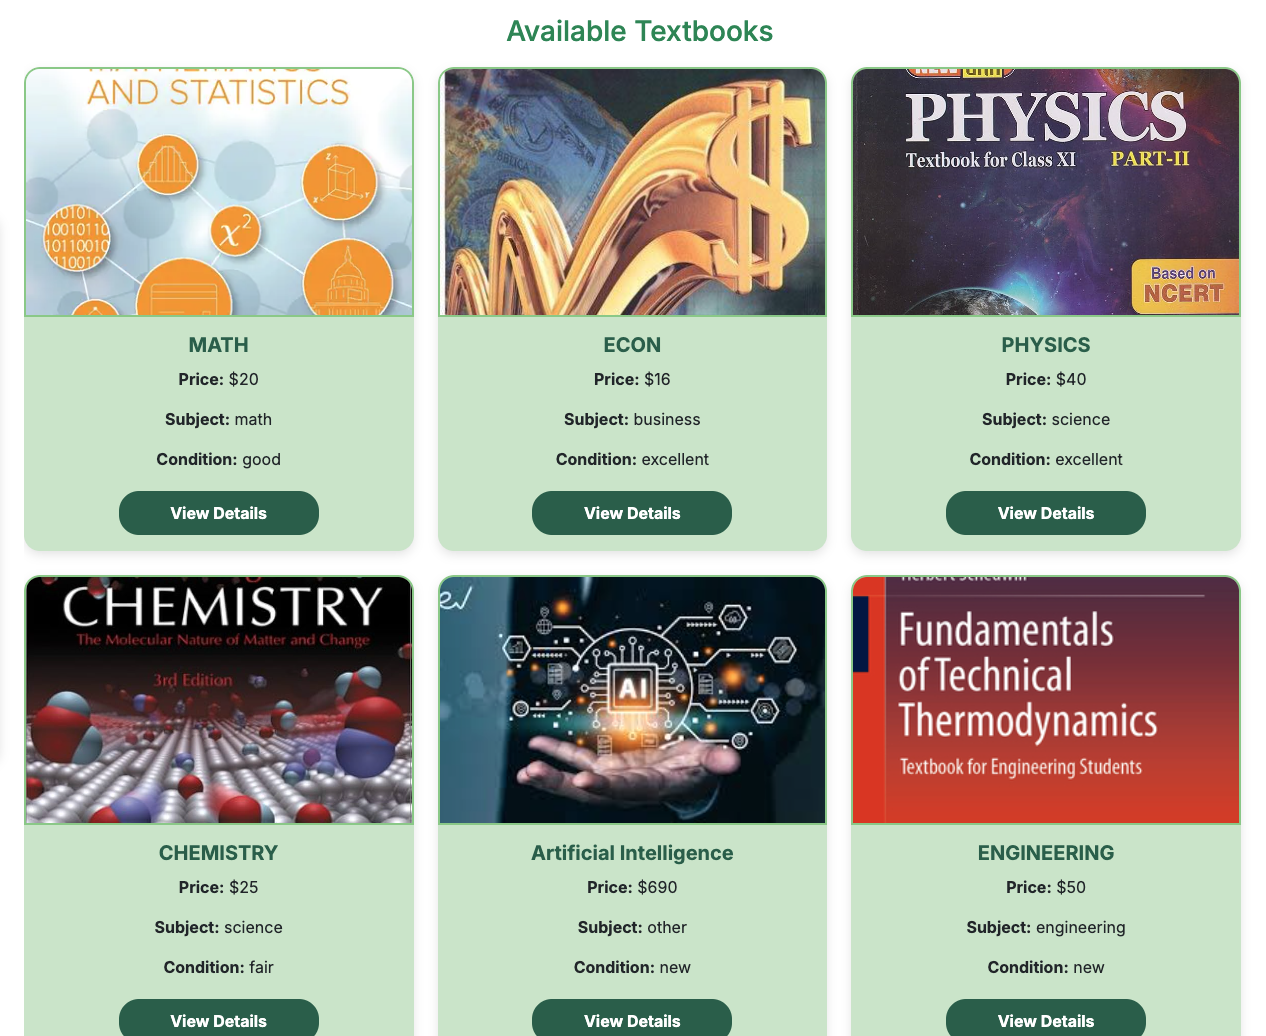 Available Textbooks
MATHEMATICS
AND STATISTICS
x²
Z
X
Y
10010110
10110010
MATH
Price: $20
Subject: math
Condition: good
View Details
ECON
Price: $16
Subject: business
Condition: excellent
View Details
PHYSICS
Textbook for Class XI PART-II
Based on
NCERT
PHYSICS
Price: $40
Subject: science
Condition: excellent
View Details
CHEMISTRY
The Molecular Nature of Matter and Change
3rd Edition
CHEMISTRY
Price: $25
Subject: science
Condition: fair
View Details
AI
Artificial Intelligence
Price: $690
Subject: other
Condition: new
View Details
Fundamentals
of Technical
Thermodynamics
Textbook for Engineering Students
ENGINEERING
Price: $50
Subject: engineering
Condition: new
View Details